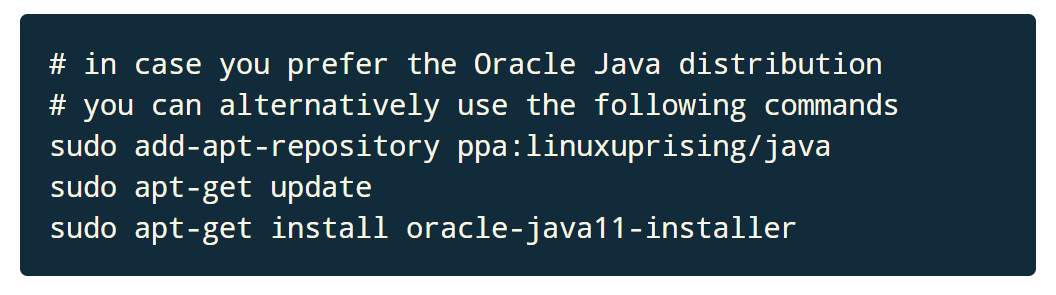 # in case you prefer the Oracle Java distribution
# you can alternatively use the following commands
sudo add-apt-repository ppa:linuxuprising/java
sudo apt-get update
sudo apt-get install oracle-java11-installer